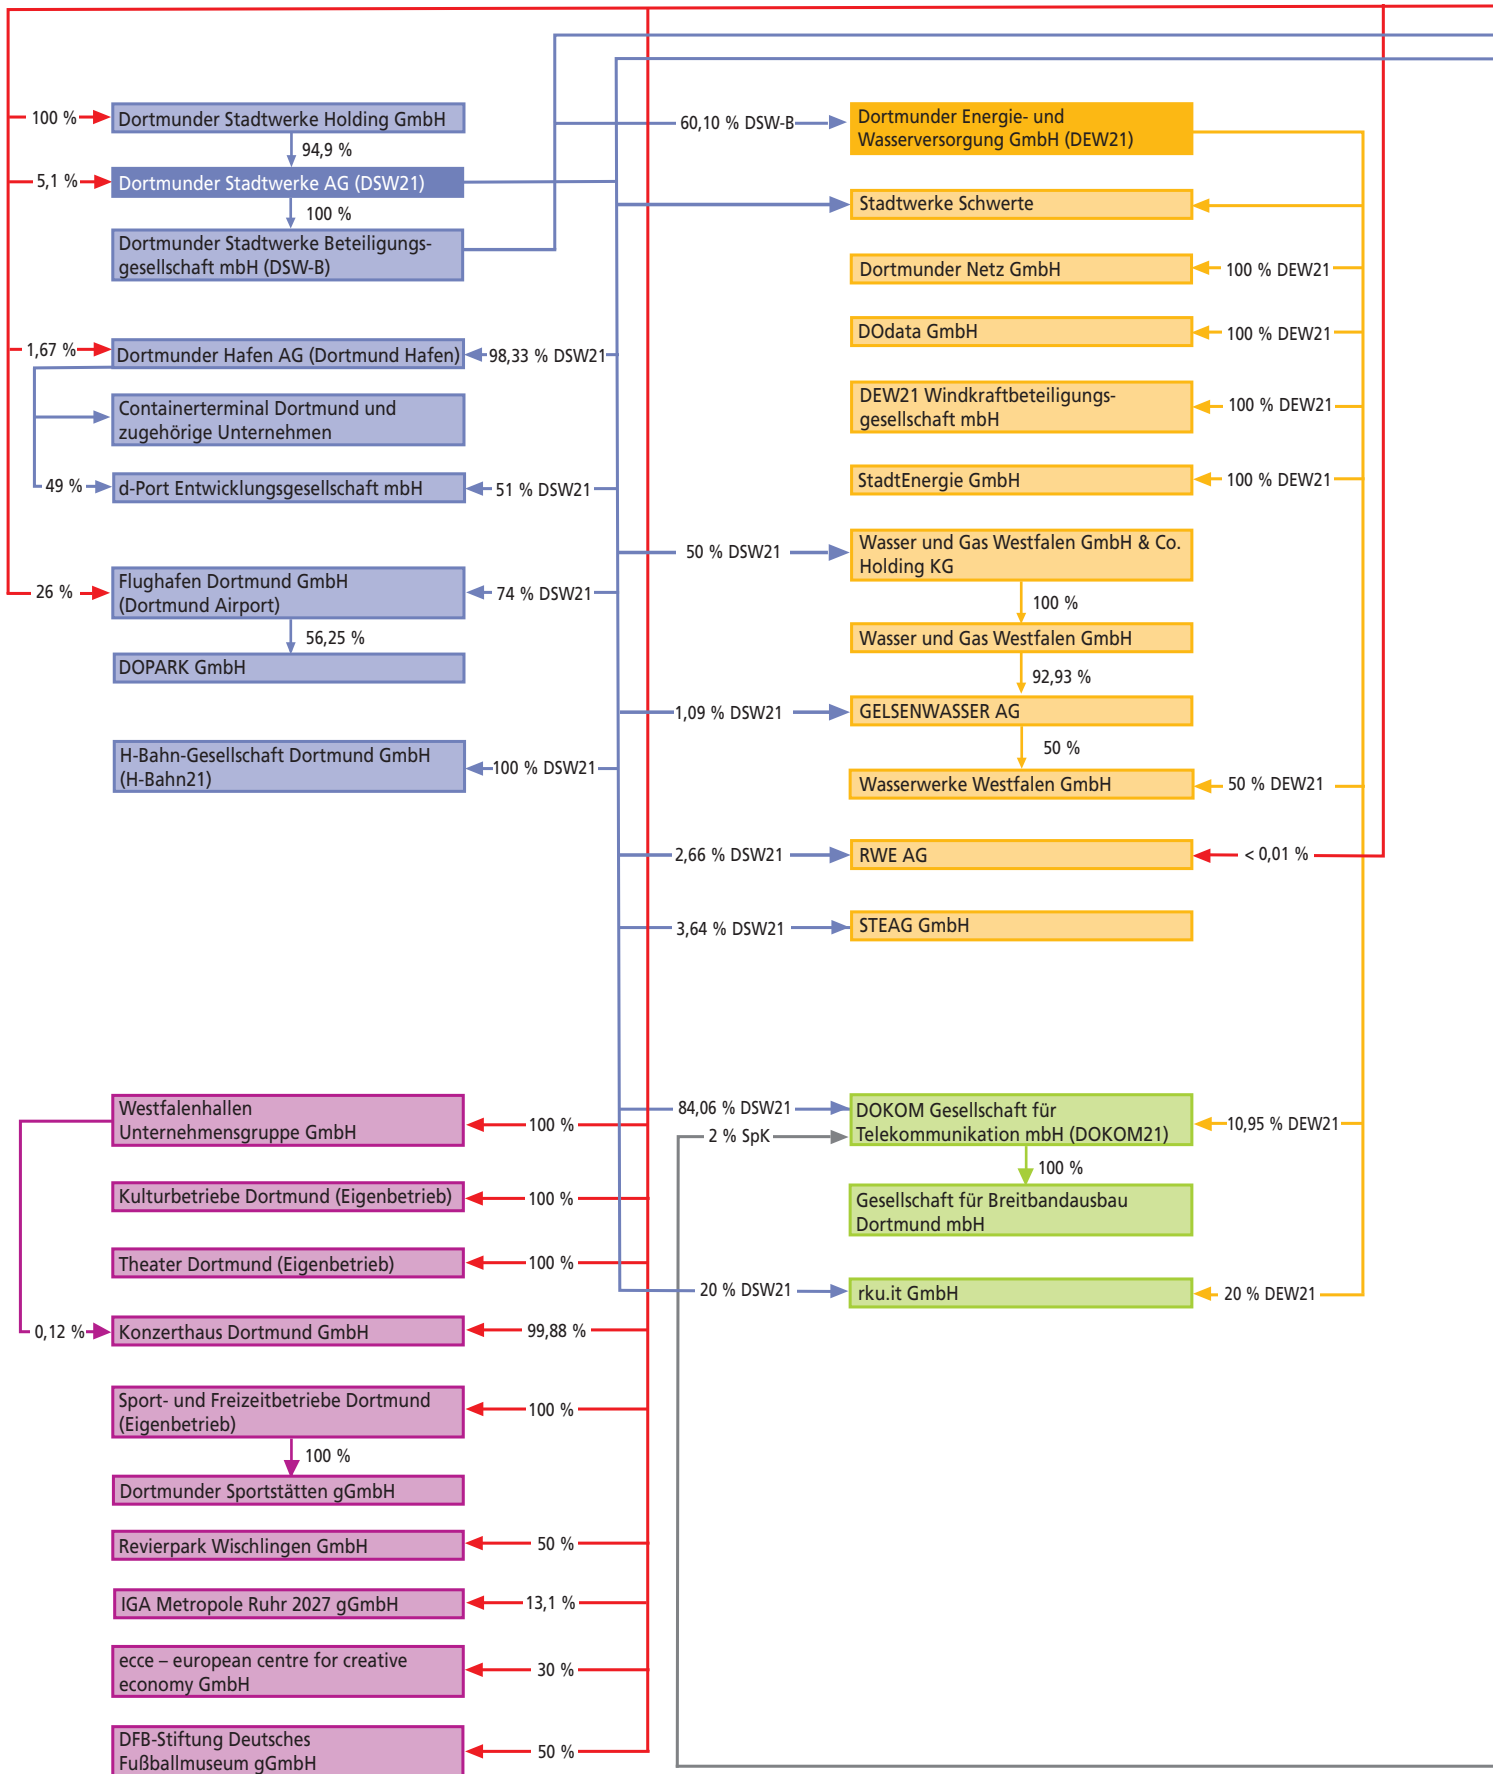 100 %
Dortmunder Stadtwerke Holding GmbH
94,9 %
5,1 %
Dortmunder Stadtwerke AG (DSW21)
100 %
Dortmunder Stadtwerke Beteiligungs-
gesellschaft mbH (DSW-B)
1,67 %
Dortmunder Hafen AG (Dortmund Hafen)
98,33 % DSW21
Containerterminal Dortmund und
zugehörige Unternehmen
49 %
d-Port Entwicklungsgesellschaft mbH
51 % DSW21
26 %
Flughafen Dortmund GmbH
(Dortmund Airport)
74 % DSW21
56,25 %
DOPARK GmbH
H-Bahn-Gesellschaft Dortmund GmbH
(H-Bahn21)
100 % DSW21
Westfalenhallen
Unternehmensgruppe GmbH
100 %
Kulturbetriebe Dortmund (Eigenbetrieb)
100 %
Theater Dortmund (Eigenbetrieb)
100 %
0,12 %
Konzerthaus Dortmund GmbH
99,88 %
Sport- und Freizeitbetriebe Dortmund
(Eigenbetrieb)
100 %
100 %
Dortmunder Sportstätten gGmbH
Revierpark Wischlingen GmbH
50 %
IGA Metropole Ruhr 2027 gGmbH
13,1 %
ecce – european centre for creative
economy GmbH
30 %
DFB-Stiftung Deutsches
Fußballmuseum gGmbH
50 %
60,10 % DSW-B
Dortmunder Energie- und
Wasserversorgung GmbH (DEW21)
Stadtwerke Schwerte
Dortmunder Netz GmbH
100 % DEW21
DOdata GmbH
100 % DEW21
DEW21 Windkraftbeteiligungs-
gesellschaft mbH
100 % DEW21
StadtEnergie GmbH
100 % DEW21
50 % DSW21
Wasser und Gas Westfalen GmbH & Co.
Holding KG
100 %
Wasser und Gas Westfalen GmbH
92,93 %
1,09 % DSW21
GELSENWASSER AG
50 %
Wasserwerke Westfalen GmbH
50 % DEW21
2,66 % DSW21
RWE AG
< 0,01 %
3,64 % DSW21
STEAG GmbH
84,06 % DSW21
2 % SpK
DOKOM Gesellschaft für
Telekommunikation mbH (DOKOM21)
10,95 % DEW21
100 %
Gesellschaft für Breitbandausbau
Dortmund mbH
20 % DSW21
rku.it GmbH
20 % DEW21